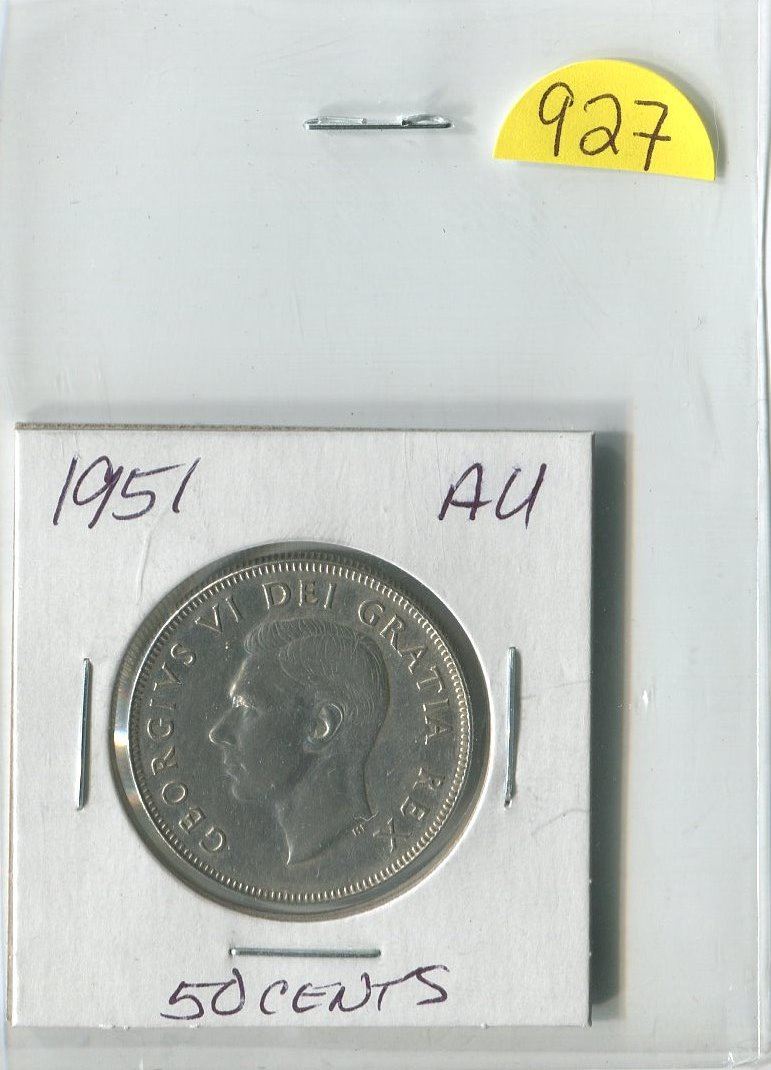 927
1951 AU
GEORGIVS VI DEI GRATIA REX
50 CENTS